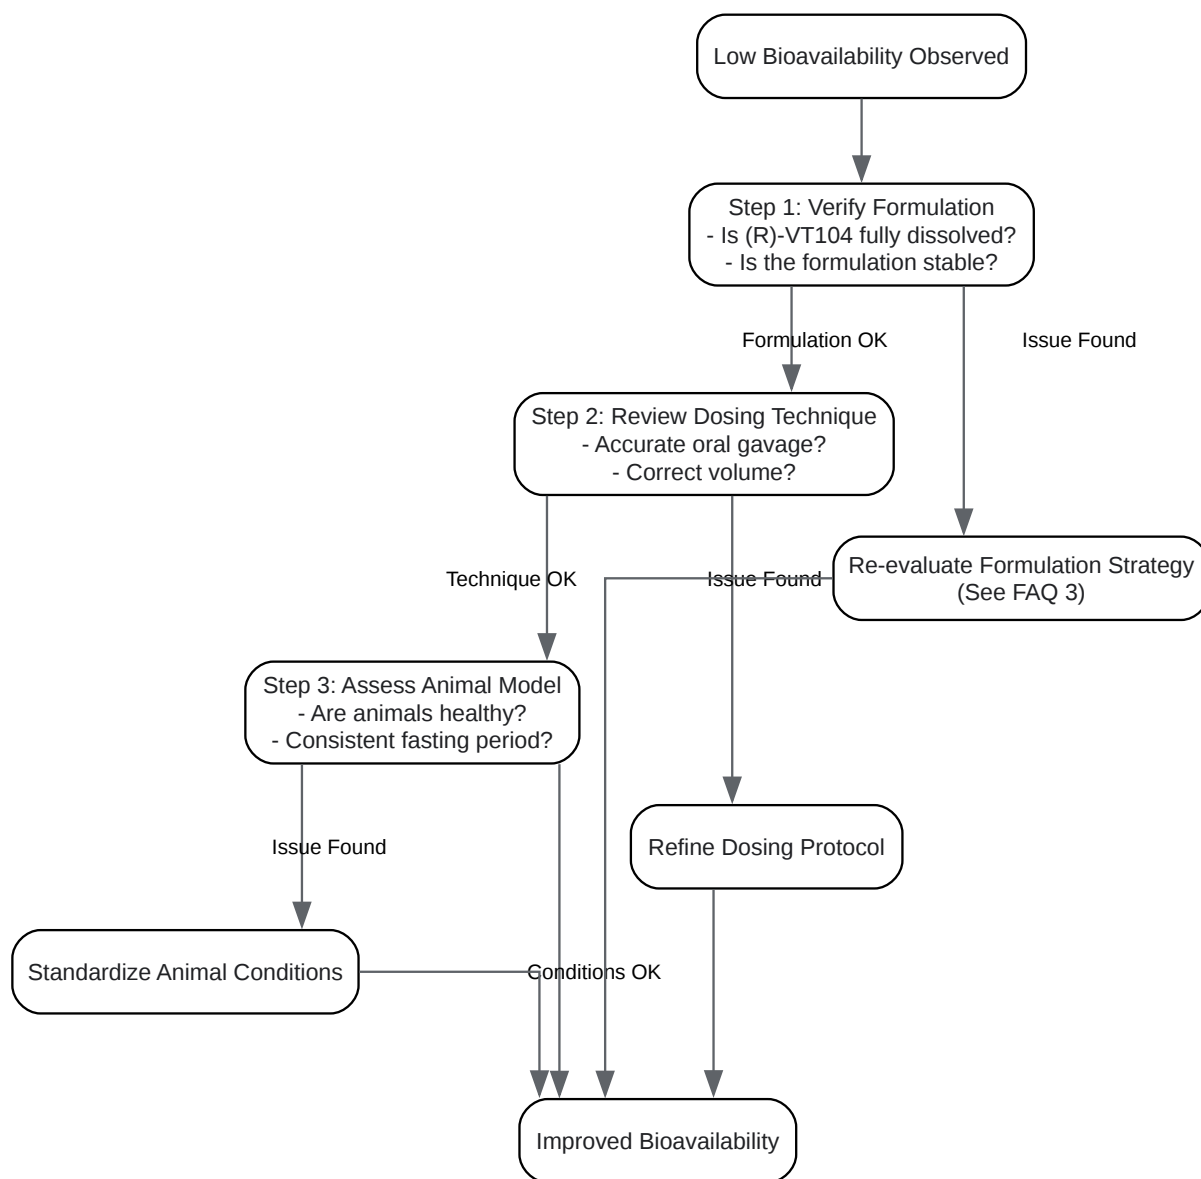 Low Bioavailability Observed
Step 1: Verify Formulation
- Is (R)-VT104 fully dissolved?
- Is the formulation stable?
Formulation OK
Issue Found
Step 2: Review Dosing Technique
- Accurate oral gavage?
- Correct volume?
Technique OK
Issue Found
Re-evaluate Formulation Strategy
(See FAQ 3)
Step 3: Assess Animal Model
- Are animals healthy?
- Consistent fasting period?
Issue Found
Refine Dosing Protocol
Standardize Animal Conditions
Conditions OK
Improved Bioavailability